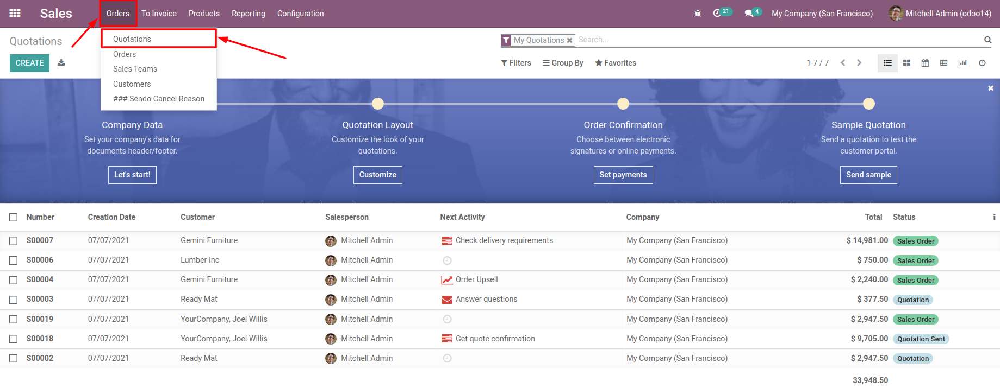 Sales Orders To Invoice Products Reporting Configuration 21 4 My Company (San Francisco) Mitchell Admin (odoo14)
Quotations
My Quotations Search...
CREATE
Quotations
Orders
Sales Teams
Customers
### Sendo Cancel Reason
Filters Group By Favorites 1-7 / 7
Company Data
Set your company's data for
documents header/footer.
Let's start!
Quotation Layout
Customize the look of your
quotations.
Customize
Order Confirmation
Choose between electronic
signatures or online payments.
Set payments
Sample Quotation
Send a quotation to test the
customer portal.
Send sample
Number Creation Date Customer Salesperson Next Activity Company Total Status
S00007 07/07/2021 Gemini Furniture Mitchell Admin Check delivery requirements My Company (San Francisco) $ 14,981.00 Sales Order
S00006 07/07/2021 Lumber Inc Mitchell Admin My Company (San Francisco) $ 750.00 Sales Order
S00004 07/07/2021 Gemini Furniture Mitchell Admin Order Upsell My Company (San Francisco) $ 2,240.00 Sales Order
S00003 07/07/2021 Ready Mat Mitchell Admin Answer questions My Company (San Francisco) $ 377.50 Quotation
S00019 07/07/2021 YourCompany, Joel Willis Mitchell Admin My Company (San Francisco) $ 2,947.50 Sales Order
S00018 07/07/2021 YourCompany, Joel Willis Mitchell Admin Get quote confirmation My Company (San Francisco) $ 9,705.00 Quotation Sent
S00002 07/07/2021 Ready Mat Mitchell Admin My Company (San Francisco) $ 2,947.50 Quotation
33,948.50